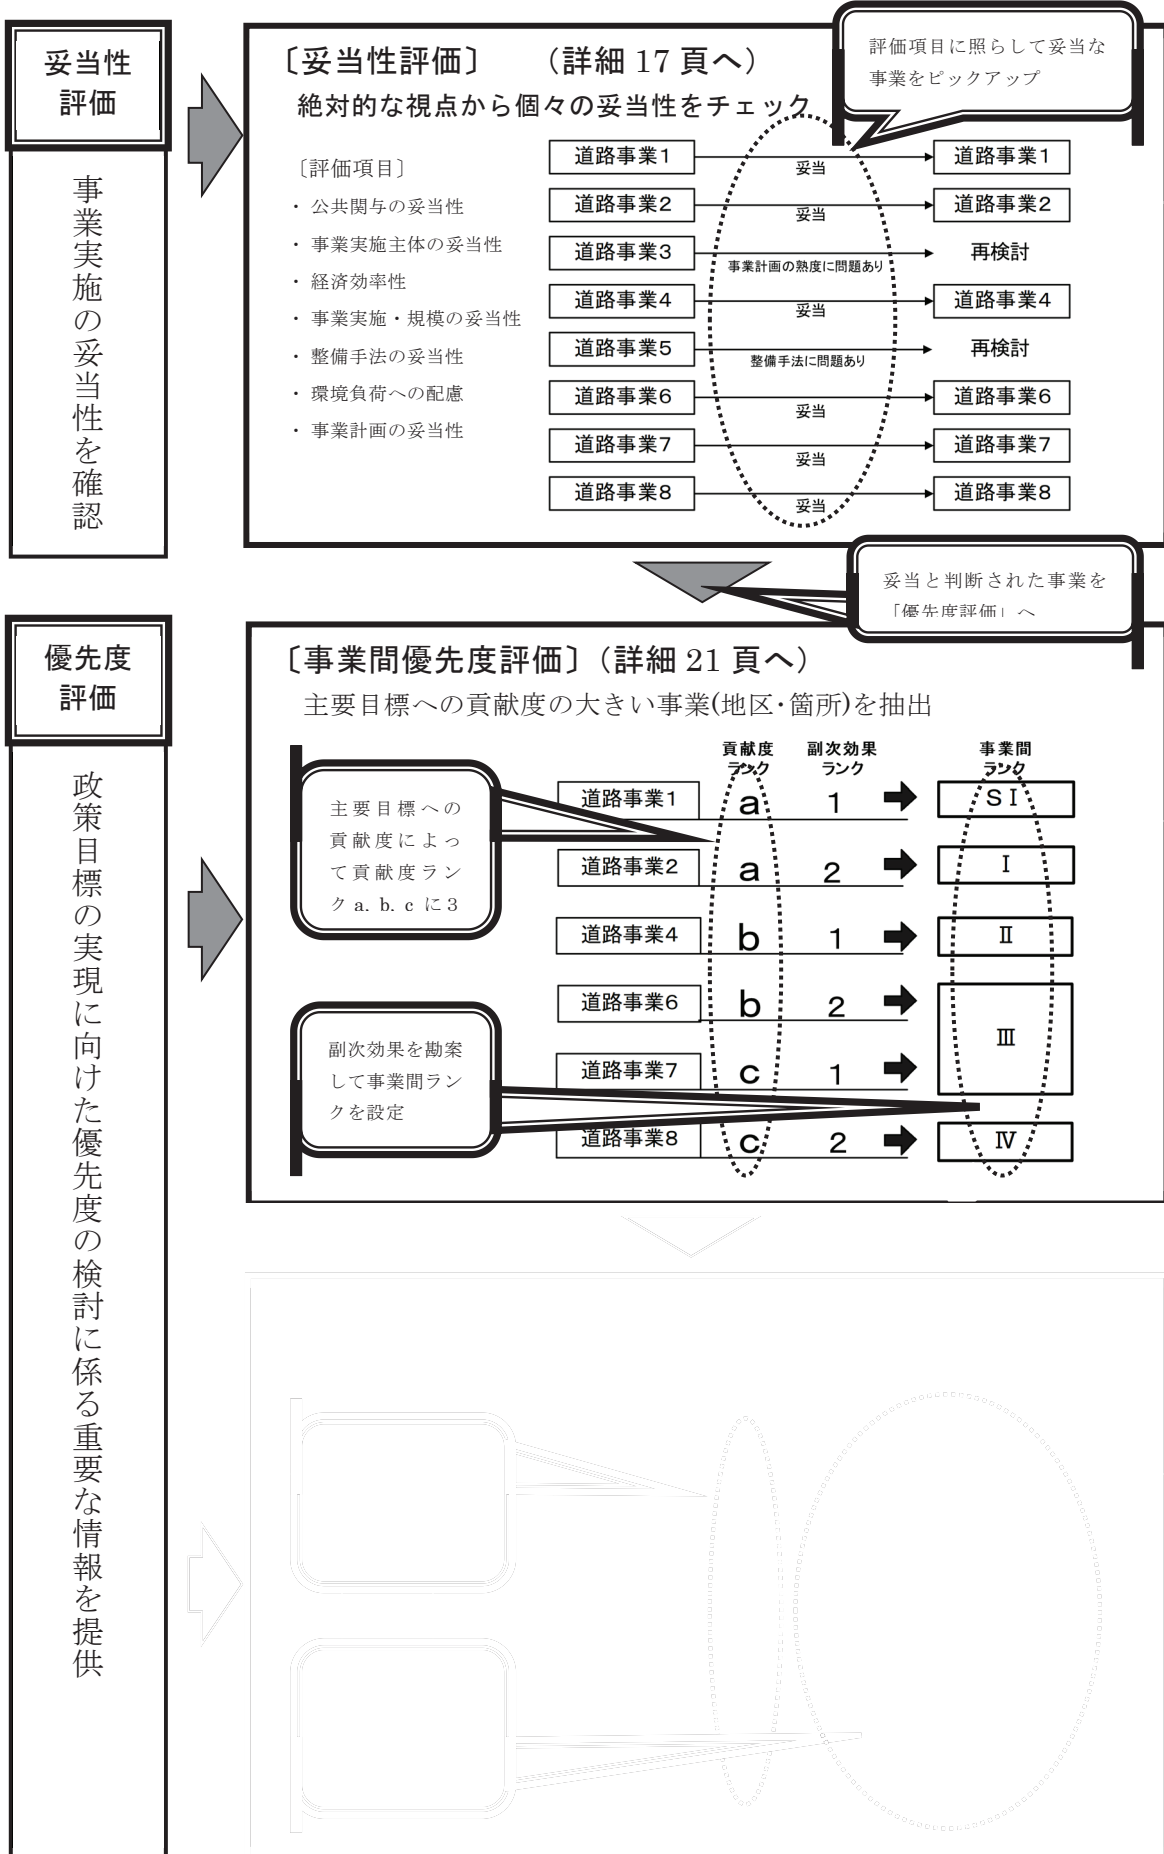 妥当性
評価
事業実施の妥当性を確認
〔妥当性評価〕 (詳細 17 頁へ)
絶対的な視点から個々の妥当性をチェック
評価項目に照らして妥当な
事業をピックアップ
〔評価項目〕
・ 公共関与の妥当性
・ 事業実施主体の妥当性
・ 経済効率性
・ 事業実施・規模の妥当性
・ 整備手法の妥当性
・ 環境負荷への配慮
・ 事業計画の妥当性
道路事業1 妥当 道路事業1
道路事業2 妥当 道路事業2
道路事業3 事業計画の熟度に問題あり 再検討
道路事業4 妥当 道路事業4
道路事業5 整備手法に問題あり 再検討
道路事業6 妥当 道路事業6
道路事業7 妥当 道路事業7
道路事業8 妥当 道路事業8
妥当と判断された事業を
「優先度評価」へ
優先度
評価
政策目標の実現に向けた優先度の検討に係る重要な情報を提供
〔事業間優先度評価〕(詳細 21 頁へ)
主要目標への貢献度の大きい事業(地区・箇所)を抽出
貢献度 副次効果 事業間
ランク ランク ランク
主要目標への
貢献度によっ
て貢献度ラン
ク a. b. c に3
道路事業1 a 1 SⅠ
道路事業2 a 2 Ⅰ
道路事業4 b 1 Ⅱ
道路事業6 b 2
Ⅲ
道路事業7 c 1
道路事業8 c 2 Ⅳ
副次効果を勘案
して事業間ラン
クを設定